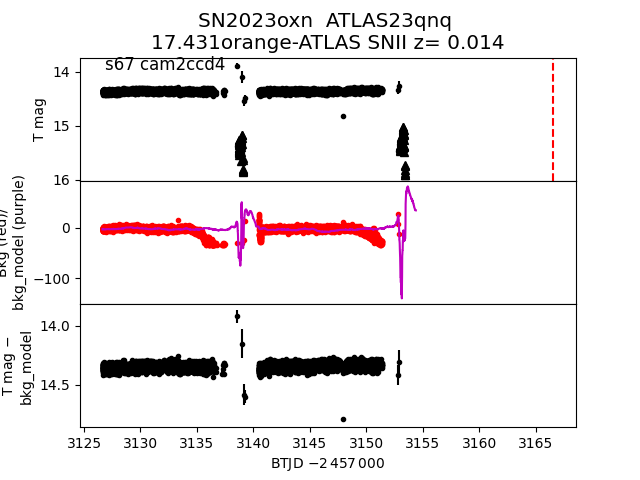 SN2023oxn  ATLAS23qnq
17.431orange-ATLAS SNII z= 0.014
s67 cam2ccd4
14
15
16
T mag
0
−100
Bkg (red)/
bkg_model (purple)
14.0
14.5
T mag −
bkg_model
3125 3130 3135 3140 3145 3150 3155 3160 3165
BTJD −2 457 000